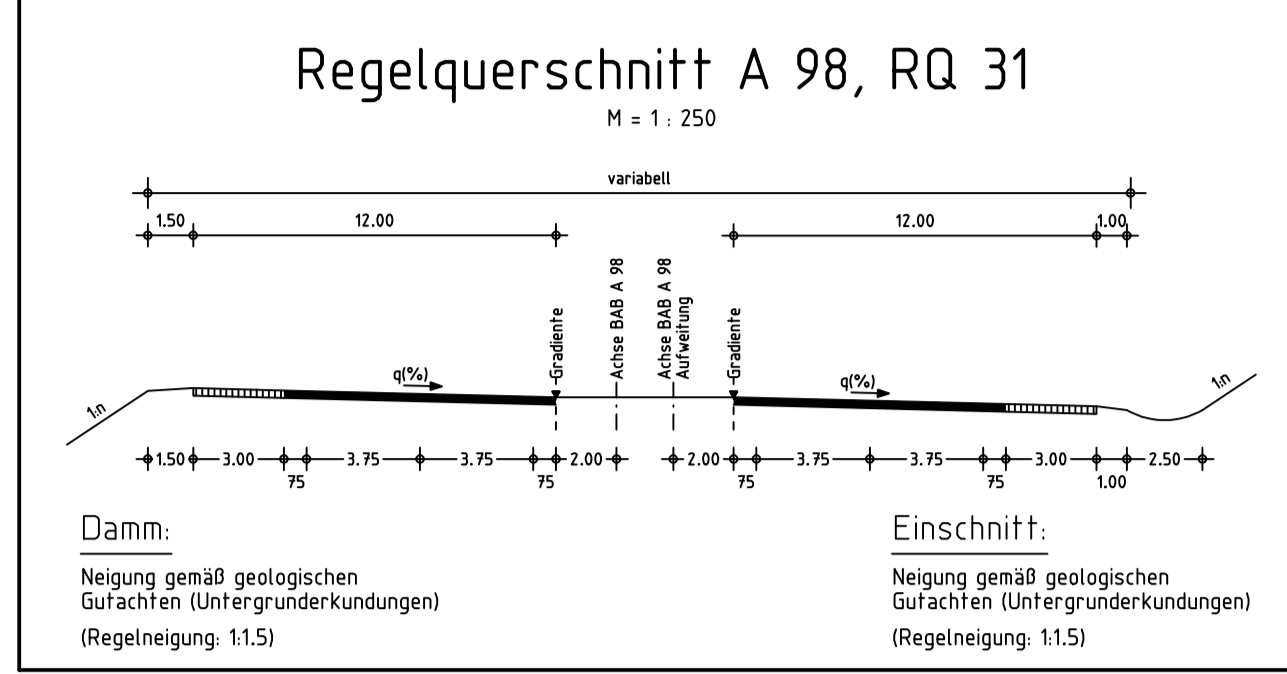 Regelquerschnitt A 98, RQ 31
M = 1 : 250
variabell
1.50 12.00 12.00 1.00
Gradiente
Achse BAB A 98
Achse BAB A 98
Aufweitung
Gradiente
q(%) q(%)
1:n 1:n
1.50 3.00 3.75 3.75 2.00 2.00 3.75 3.75 3.00 2.50
75 75 75 75 1.00
Damm:
Neigung gemäß geologischen
Gutachten (Untergrunderkundungen)
(Regelneigung: 1:1.5)
Einschnitt:
Neigung gemäß geologischen
Gutachten (Untergrunderkundungen)
(Regelneigung: 1:1.5)